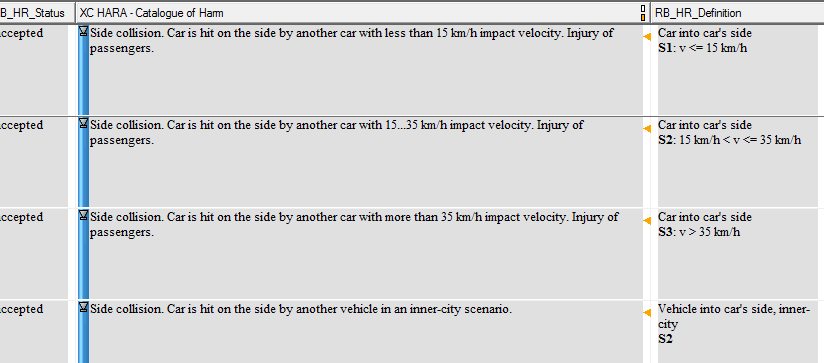 B_HR_Status XC HARA - Catalogue of Harm RB_HR_Definition
ccepted Side collision. Car is hit on the side by another car with less than 15 km/h impact velocity. Injury of Car into car's side
passengers. S1: v <= 15 km/h
ccepted Side collision. Car is hit on the side by another car with 15...35 km/h impact velocity. Injury of Car into car's side
passengers. S2: 15 km/h < v <= 35 km/h
ccepted Side collision. Car is hit on the side by another car with more than 35 km/h impact velocity. Injury of Car into car's side
passengers. S3: v > 35 km/h
ccepted Side collision. Car is hit on the side by another vehicle in an inner-city scenario. Vehicle into car's side, inner-
city
S2